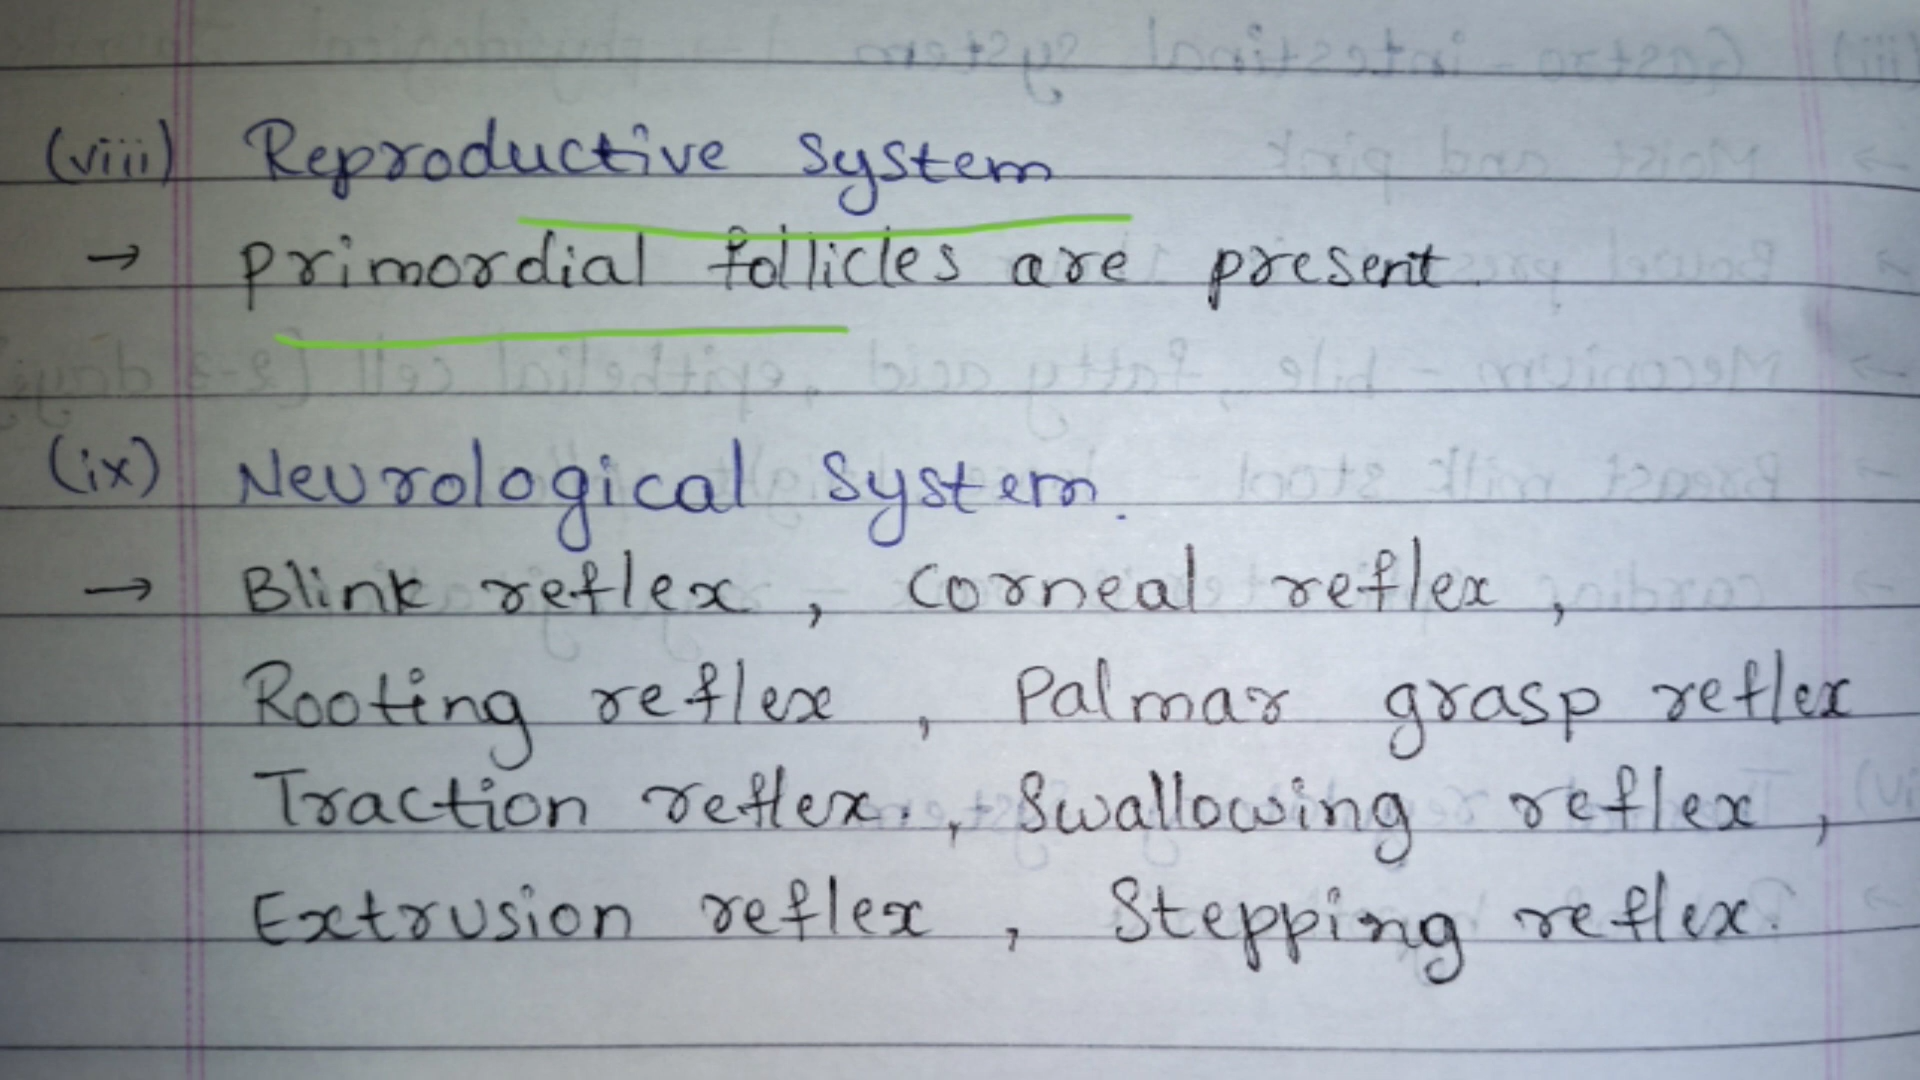 (viii) Reproductive System
→ primordial follicles are present
(ix) Neurological System.
→ Blink reflex , corneal reflex ,
Rooting reflex , Palmar grasp reflex
Traction reflex. , Swallowing reflex ,
Extrusion reflex , Stepping reflex.